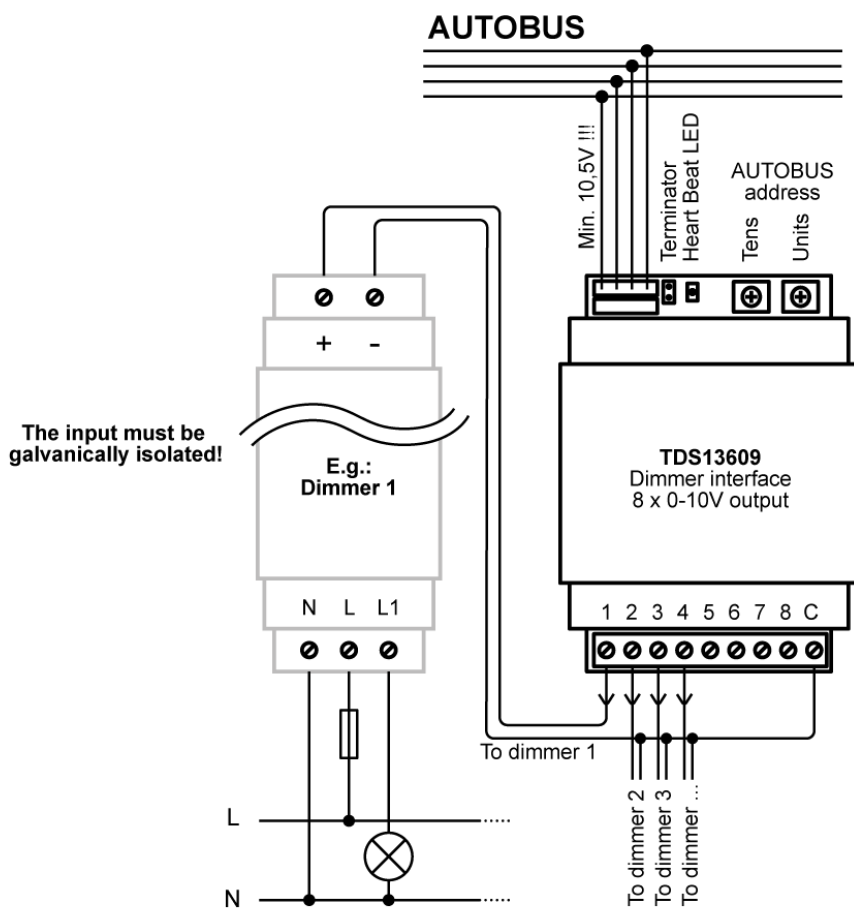 AUTOBUS
Min. 10,5V !!!
Terminator
Heart Beat LED
AUTOBUS
address
Tens
Units
+ -
The input must be
galvanically isolated!
E.g.:
Dimmer 1
TDS13609
Dimmer interface
8 x 0-10V output
N L L1
1 2 3 4 5 6 7 8 C
To dimmer 1
To dimmer 2
To dimmer 3
To dimmer ...
L
N